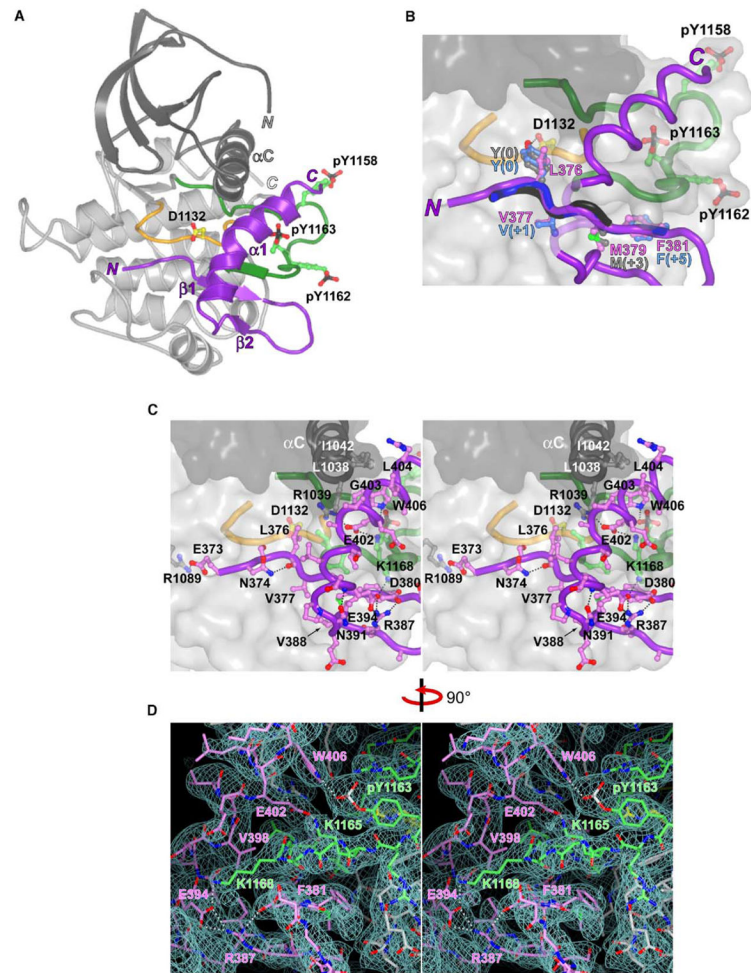 A
N
αC
C
C
pY1158
D1132
pY1163
N
α1
β1
pY1162
β2
B
pY1158
C
D1132
pY1163
Y(0)
Y(0)
L376
N
pY1162
V377
V(+1)
M379
M(+3)
F381
F(+5)
C
αC
I1042
L1038
L404
G403
R1039
W406
D1132
L376
E402
E373
K1168
R1089
N374
D380
V377
E394
R387
V388
N391
αC
I1042
L1038
L404
G403
R1039
W406
D1132
L376
E402
E373
K1168
R1089
N374
D380
V377
E394
R387
V388
N391
90°
D
W406
pY1163
E402
K1165
V398
K1168
F381
E394
R387
W406
pY1163
E402
K1165
V398
K1168
F381
E394
R387